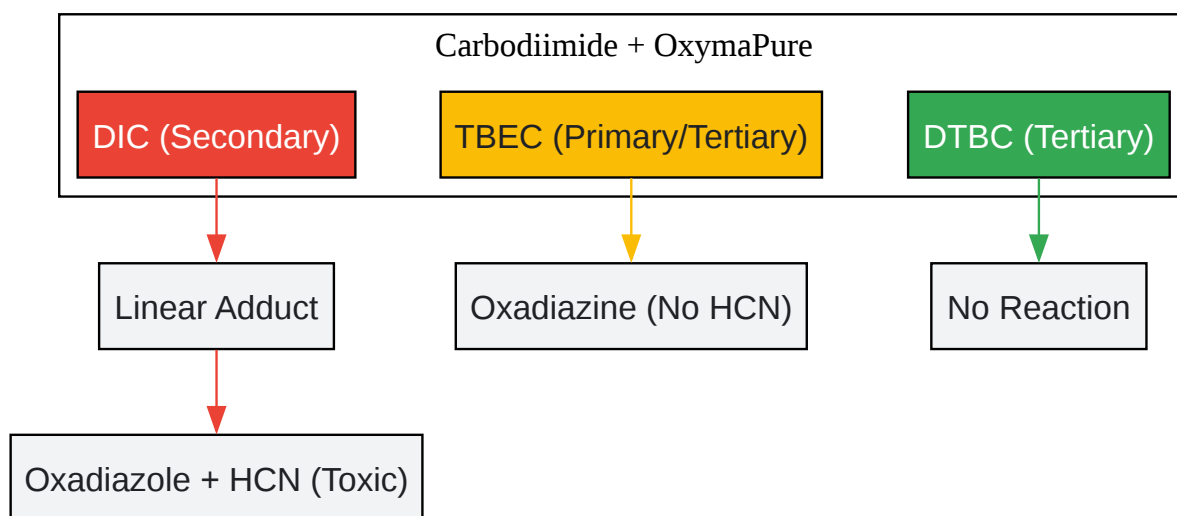 Carbodiimide + OxymaPure
DIC (Secondary)
TBEC (Primary/Tertiary)
DTBC (Tertiary)
Linear Adduct
Oxadiazine (No HCN)
No Reaction
Oxadiazole + HCN (Toxic)